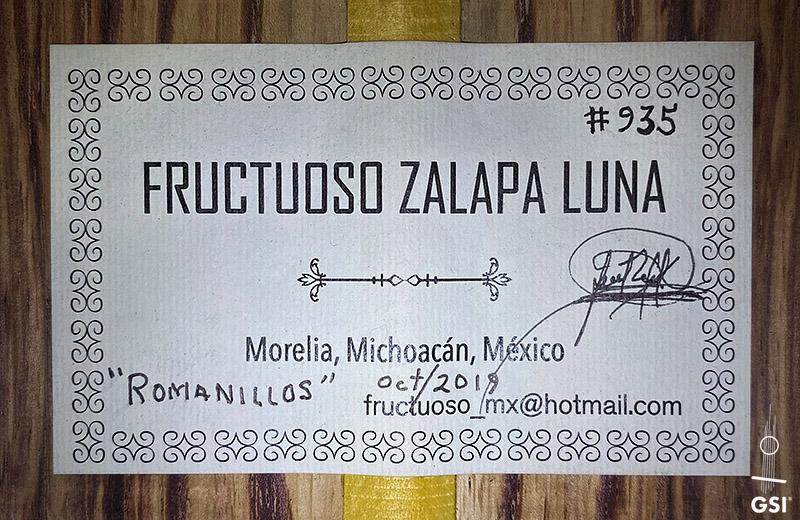 #935
FRUCTUOSO ZALAPA LUNA
Morelia, Michoacán, México
"ROMANILLOS" oct/2019
fructuoso_mx@hotmail.com
GSI®